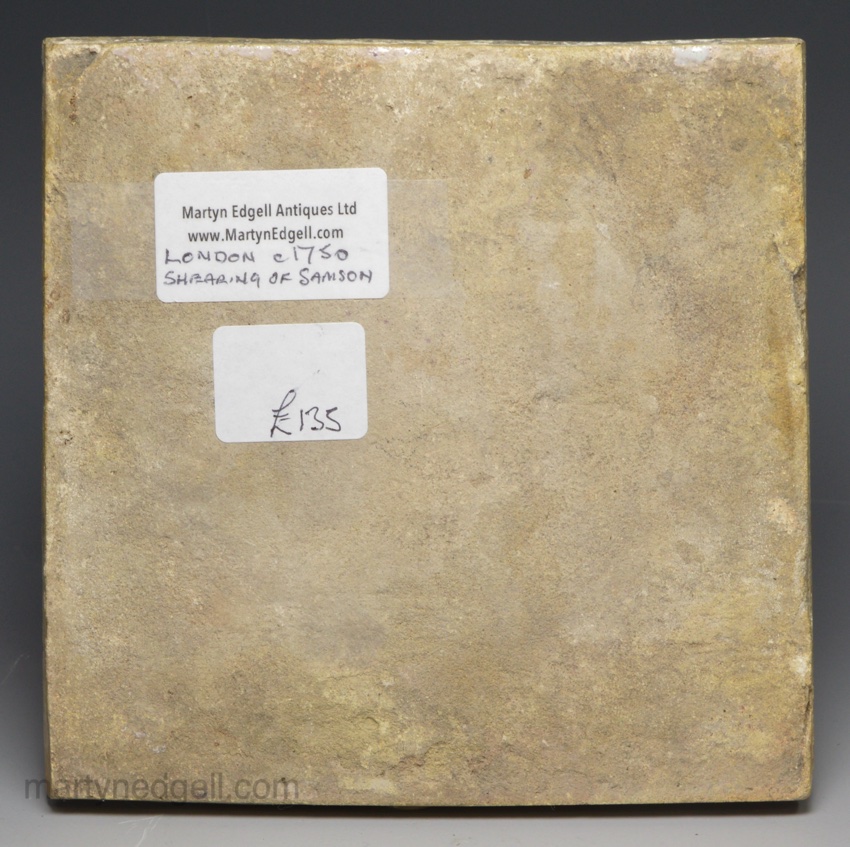 Martyn Edgell Antiques Ltd
www.MartynEdgell.com
LONDON c1750
SHEARING OF SAMSON
£135
martynedgell.com